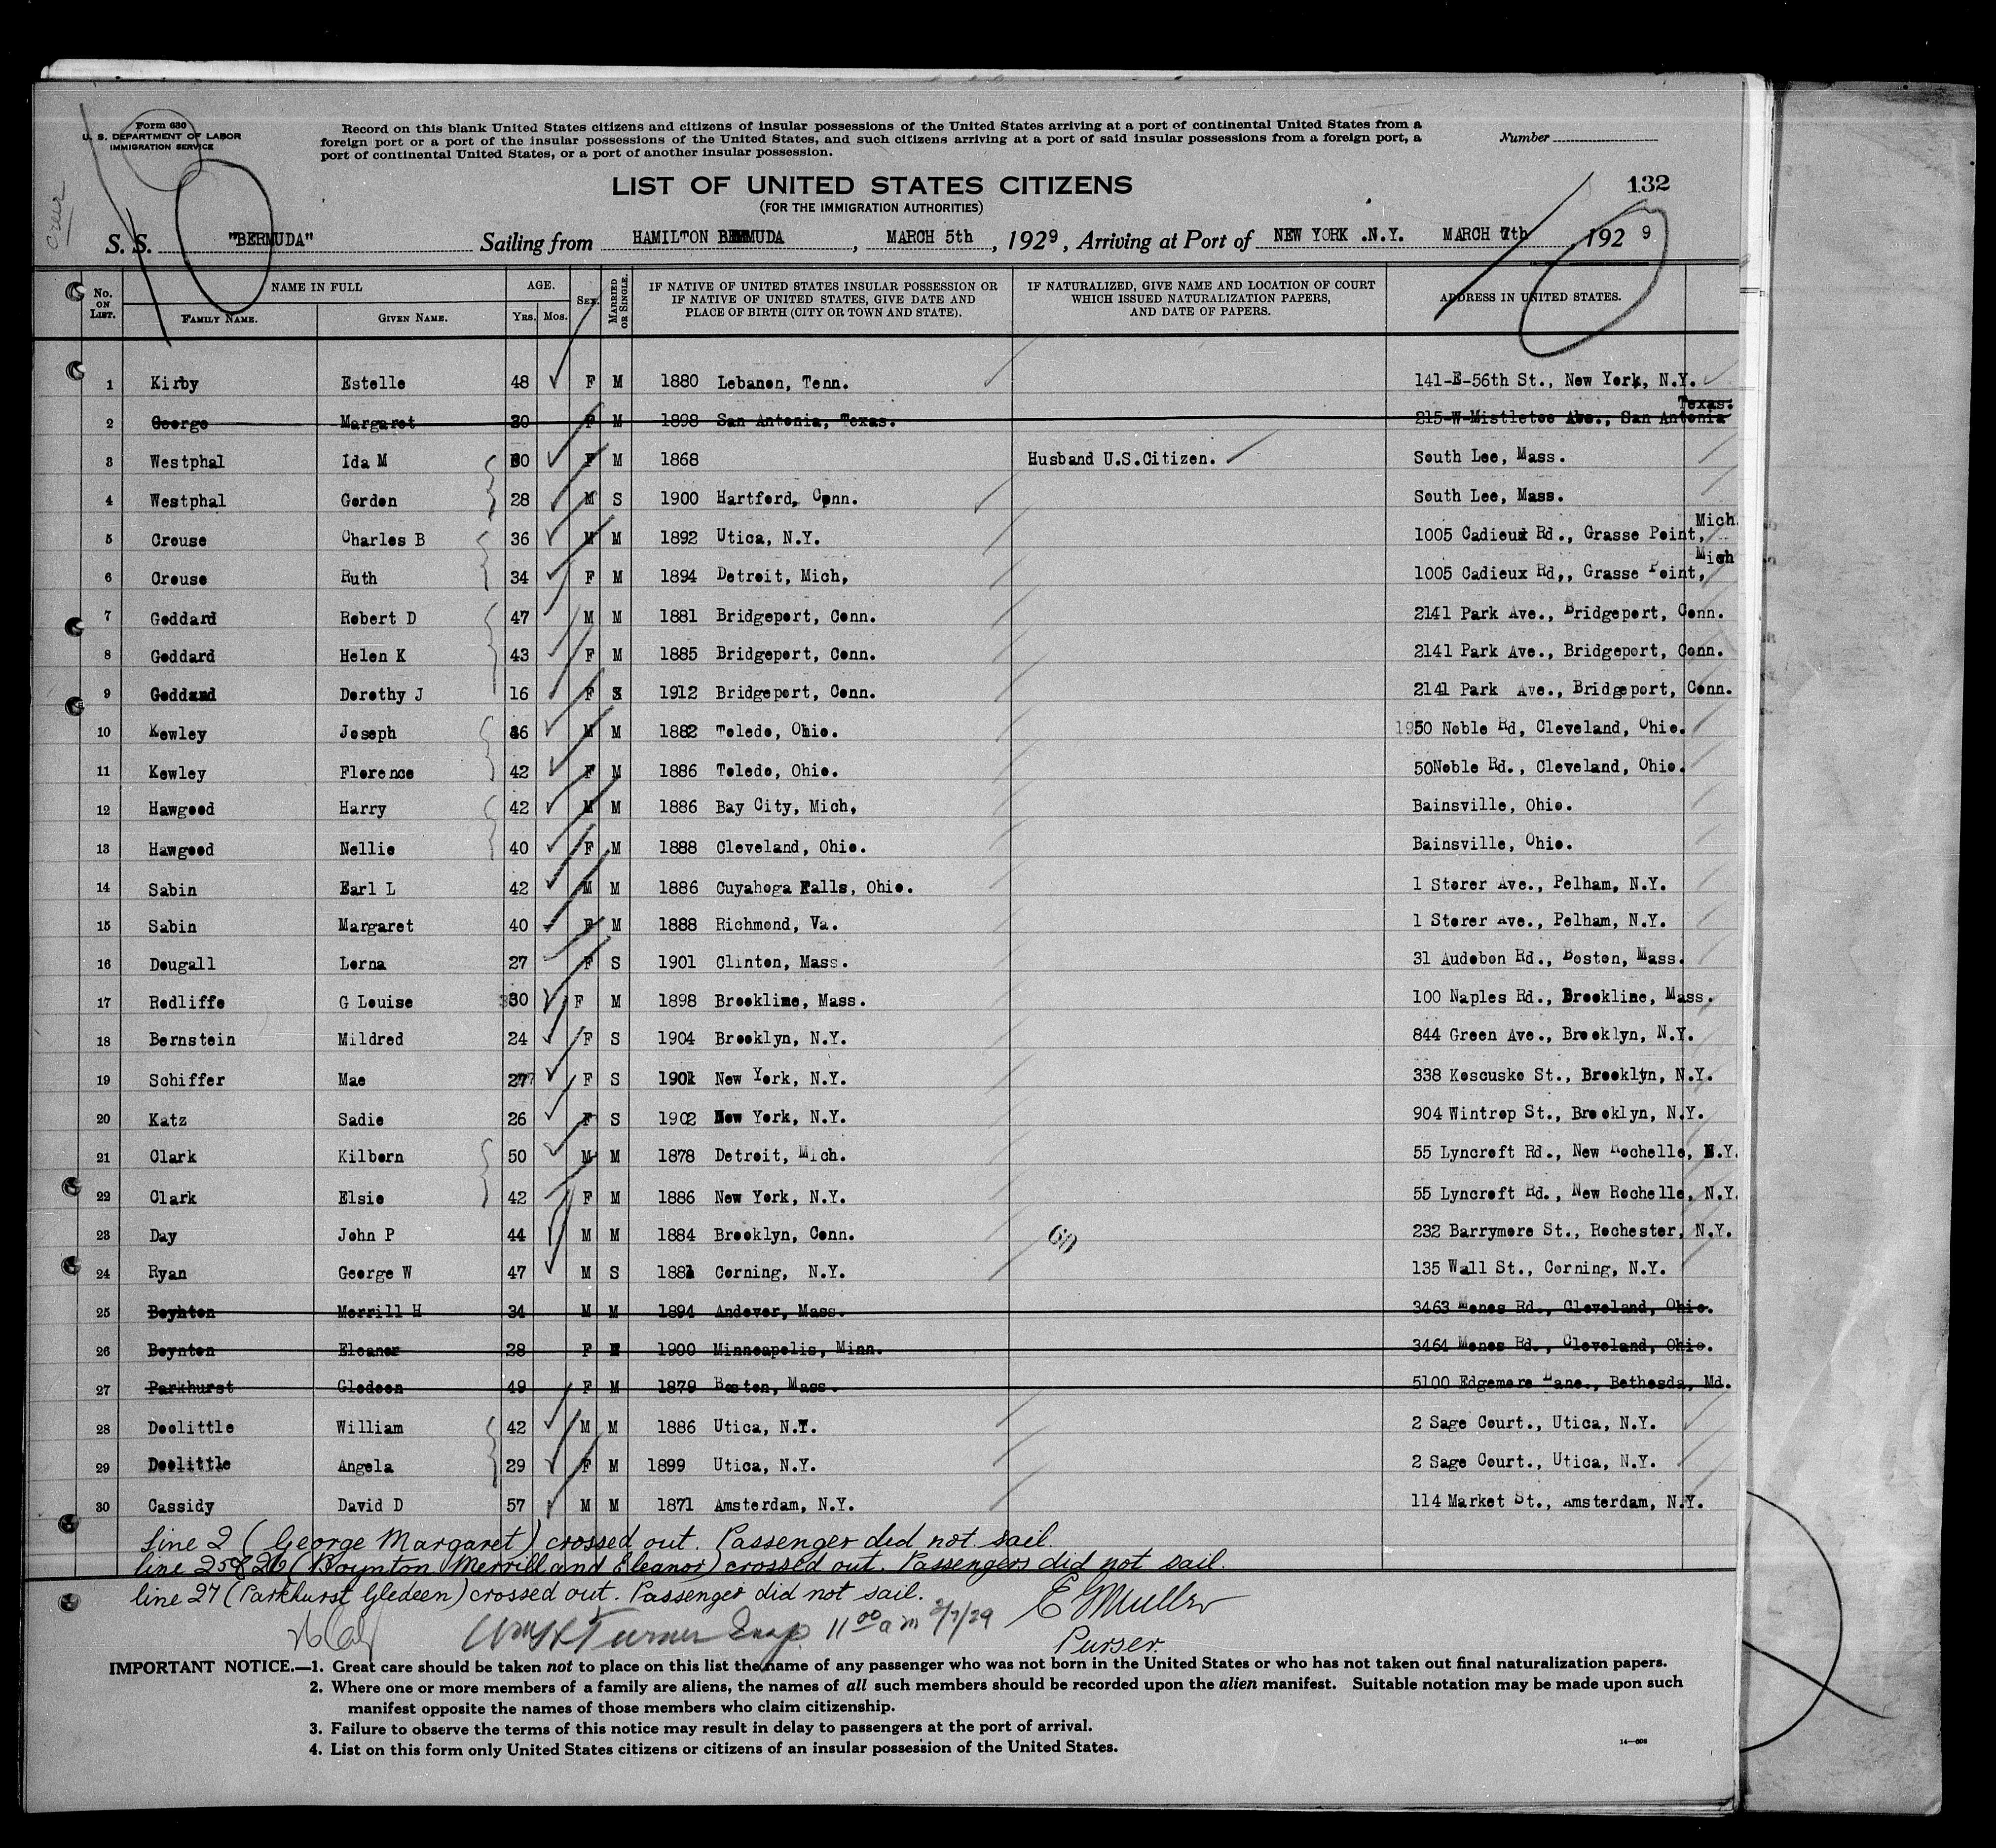 Form 630
U. S. DEPARTMENT OF LABOR
IMMIGRATION SERVICE
Record on this blank United States citizens and citizens of insular possessions of the United States arriving at a port of continental United States from a
foreign port or a port of the insular possessions of the United States, and such citizens arriving at a port of said insular possessions from a foreign port, a
port of continental United States, or a port of another insular possession.
Number
LIST OF UNITED STATES CITIZENS
(FOR THE IMMIGRATION AUTHORITIES)
132
S. S. "BERMUDA" Sailing from HAMILTON BERMUDA, MARCH 5th, 1929, Arriving at Port of NEW YORK .N.Y. MARCH 7th, 1929
No. ON LIST. NAME IN FULL FAMILY NAME. GIVEN NAME. AGE. YRS. MOS. SEX. MARRIED OR SINGLE. IF NATIVE OF UNITED STATES INSULAR POSSESSION OR IF NATIVE OF UNITED STATES, GIVE DATE AND PLACE OF BIRTH (CITY OR TOWN AND STATE). IF NATURALIZED, GIVE NAME AND LOCATION OF COURT WHICH ISSUED NATURALIZATION PAPERS, AND DATE OF PAPERS. ADDRESS IN UNITED STATES.
1 Kirby Estelle 48 F M 1880 Lebanon, Tenn. 141-E-56th St., New York, N.Y.
2 George Margaret 30 F M 1898 San Antonia, Texas. 215-W-Mistletoe Ave., San Antonia Texas.
3 Westphal Ida M 60 F M 1868 Husband U.S.Citizen. South Lee, Mass.
4 Westphal Gordon 28 M S 1900 Hartford, Conn. South Lee, Mass.
5 Crouse Charles B 36 M M 1892 Utica, N.Y. 1005 Cadieux Rd., Grasse Point, Mich.
6 Crouse Ruth 34 F M 1894 Detroit, Mich, 1005 Cadieux Rd,, Grasse Point, Mich
7 Goddard Robert D 47 M M 1881 Bridgeport, Conn. 2141 Park Ave., Bridgeport, Conn.
8 Goddard Helen K 43 F M 1885 Bridgeport, Conn. 2141 Park Ave., Bridgeport, Conn.
9 Goddard Dorothy J 16 F S 1912 Bridgeport, Conn. 2141 Park Ave., Bridgeport, Conn.
10 Kewley Joseph 46 M M 1882 Toledo, Ohio. 1950 Noble Rd, Cleveland, Ohio.
11 Kewley Florence 42 F M 1886 Toledo, Ohio. 50Noble Rd., Cleveland, Ohio.
12 Hawgood Harry 42 M M 1886 Bay City, Mich, Bainsville, Ohio.
13 Hawgood Nellie 40 F M 1888 Cleveland, Ohio. Bainsville, Ohio.
14 Sabin Earl L 42 M M 1886 Cuyahoga Falls, Ohio. 1 Storer Ave., Pelham, N.Y.
15 Sabin Margaret 40 F M 1888 Richmond, Va. 1 Storer Ave., Pelham, N.Y.
16 Dougall Lorna 27 F S 1901 Clinton, Mass. 31 Audobon Rd., Boston, Mass.
17 Redliffe G Louise 30 F M 1898 Brookline, Mass. 100 Naples Rd., Brookline, Mass.
18 Bernstein Mildred 24 F S 1904 Brooklyn, N.Y. 844 Green Ave., Brooklyn, N.Y.
19 Schiffer Mae 27 F S 1901 New York, N.Y. 338 Koscusko St., Brooklyn, N.Y.
20 Katz Sadie 26 F S 1902 New York, N.Y. 904 Wintrop St., Brooklyn, N.Y.
21 Clark Kilborn 50 M M 1878 Detroit, Mich. 55 Lyncroft Rd., New Rochelle, N.Y.
22 Clark Elsie 42 F M 1886 New York, N.Y. 55 Lyncroft Rd., New Rochelle, N.Y.
23 Day John P 44 M M 1884 Brooklyn, Conn. 60 232 Barrymore St., Rochester, N.Y.
24 Ryan George W 47 M S 1881 Corning, N.Y. 135 Wall St., Corning, N.Y.
25 Boynton Merrill H 34 M M 1894 Andover, Mass. 3463 Menos Rd., Cleveland, Ohio.
26 Boynton Eleanor 28 F M 1900 Minneapolis, Minn. 3464 Menos Rd., Cleveland, Ohio.
27 Parkhurst Gledeen 49 F M 1879 Boston, Mass. 5100 Edgemore Lane., Bethesda, Md.
28 Doolittle William 42 M M 1886 Utica, N.Y. 2 Sage Court., Utica, N.Y.
29 Doolittle Angela 29 F M 1899 Utica, N.Y. 2 Sage Court., Utica, N.Y.
30 Cassidy David D 57 M M 1871 Amsterdam, N.Y. 114 Market St., Amsterdam, N.Y.
line 2 (George Margaret) crossed out. Passenger did not sail.
line 25 & 26 (Boynton Merrill and Eleanor) crossed out. Passengers did not sail.
line 27 (Parkhurst Gledeen) crossed out. Passenger did not sail.
E G Muller
Purser.
Wm H Turner Insp. 11 00 a m 3/7/29
IMPORTANT NOTICE.—1. Great care should be taken not to place on this list the name of any passenger who was not born in the United States or who has not taken out final naturalization papers.
2. Where one or more members of a family are aliens, the names of all such members should be recorded upon the alien manifest. Suitable notation may be made upon such
manifest opposite the names of those members who claim citizenship.
3. Failure to observe the terms of this notice may result in delay to passengers at the port of arrival.
4. List on this form only United States citizens or citizens of an insular possession of the United States.
14—608